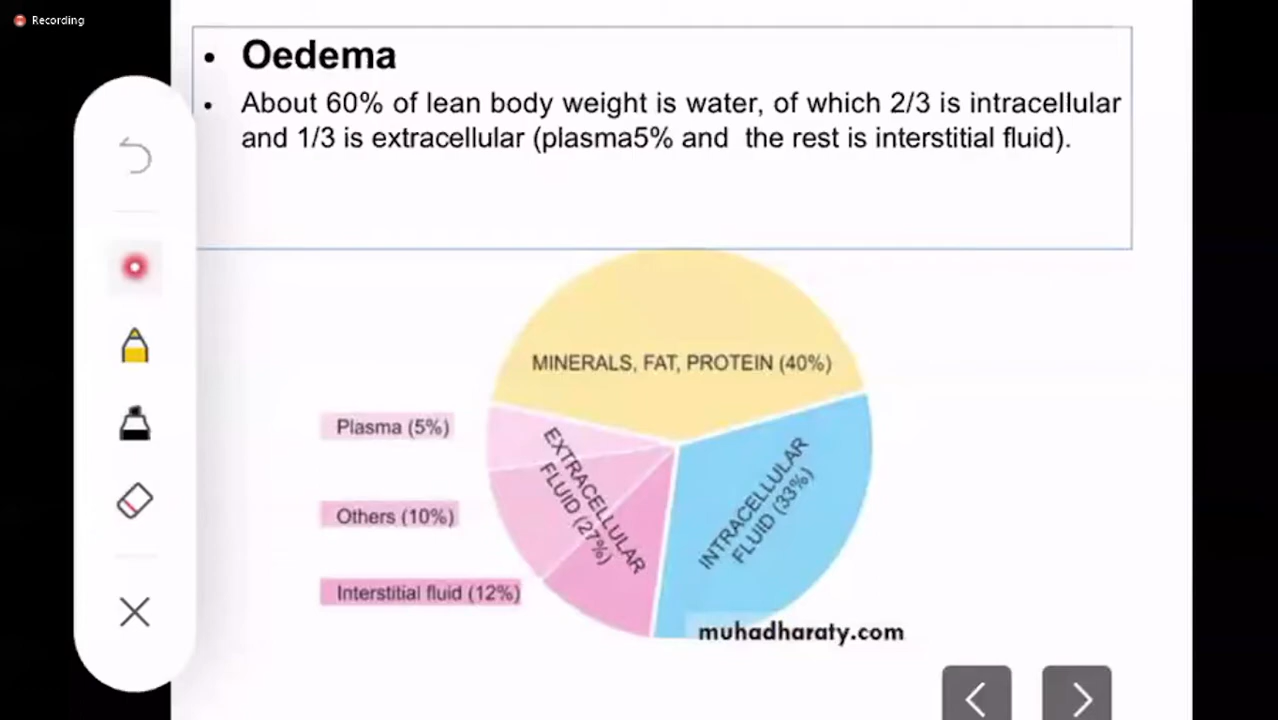 Recording
• Oedema
• About 60% of lean body weight is water, of which 2/3 is intracellular
and 1/3 is extracellular (plasma5% and the rest is interstitial fluid).
MINERALS, FAT, PROTEIN (40%)
Plasma (5%)
Others (10%)
Interstitial fluid (12%)
EXTRACELLULAR
FLUID (27%)
INTRACELLULAR
FLUID (33%)
muhadharaty.com